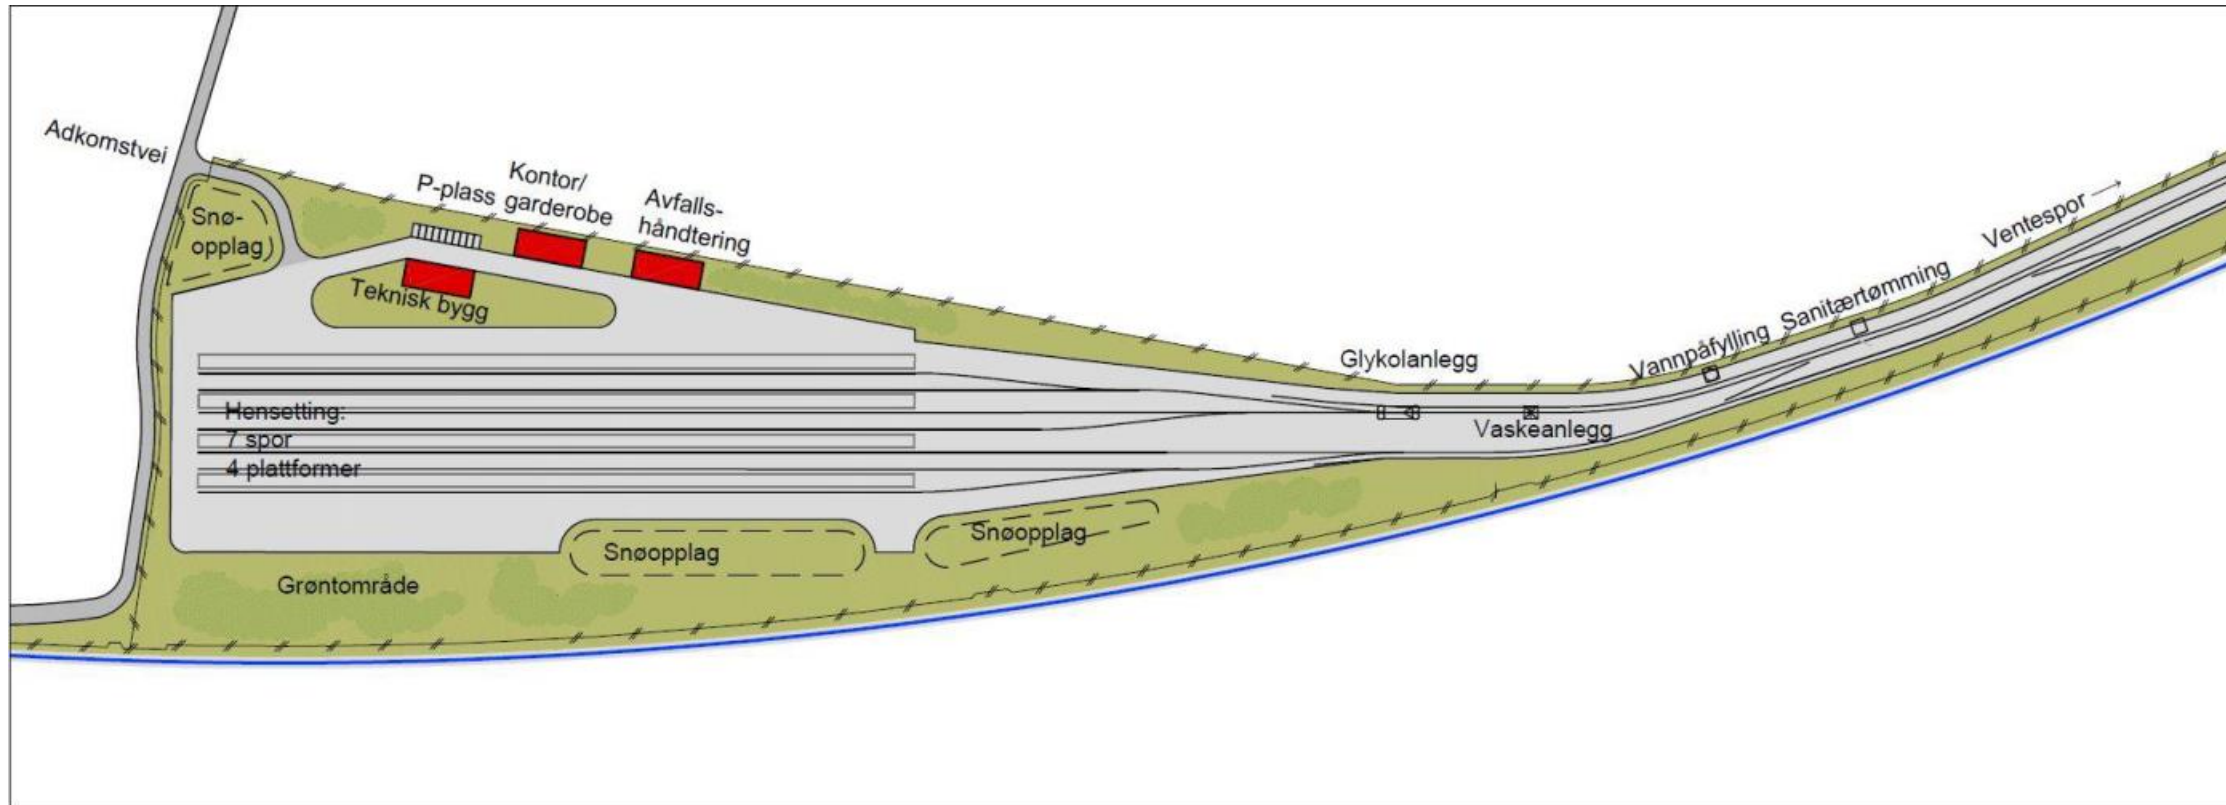 Adkomstvei
Snø-
opplag
P-plass
Kontor/
garderobe
Avfalls-
håndtering
Teknisk bygg
Hensetting:
7 spor
4 plattformer
Glykolanlegg
Vaskeanlegg
Vannpåfylling
Sanitærtømming
Ventespor →
Snøopplag
Snøopplag
Grøntområde